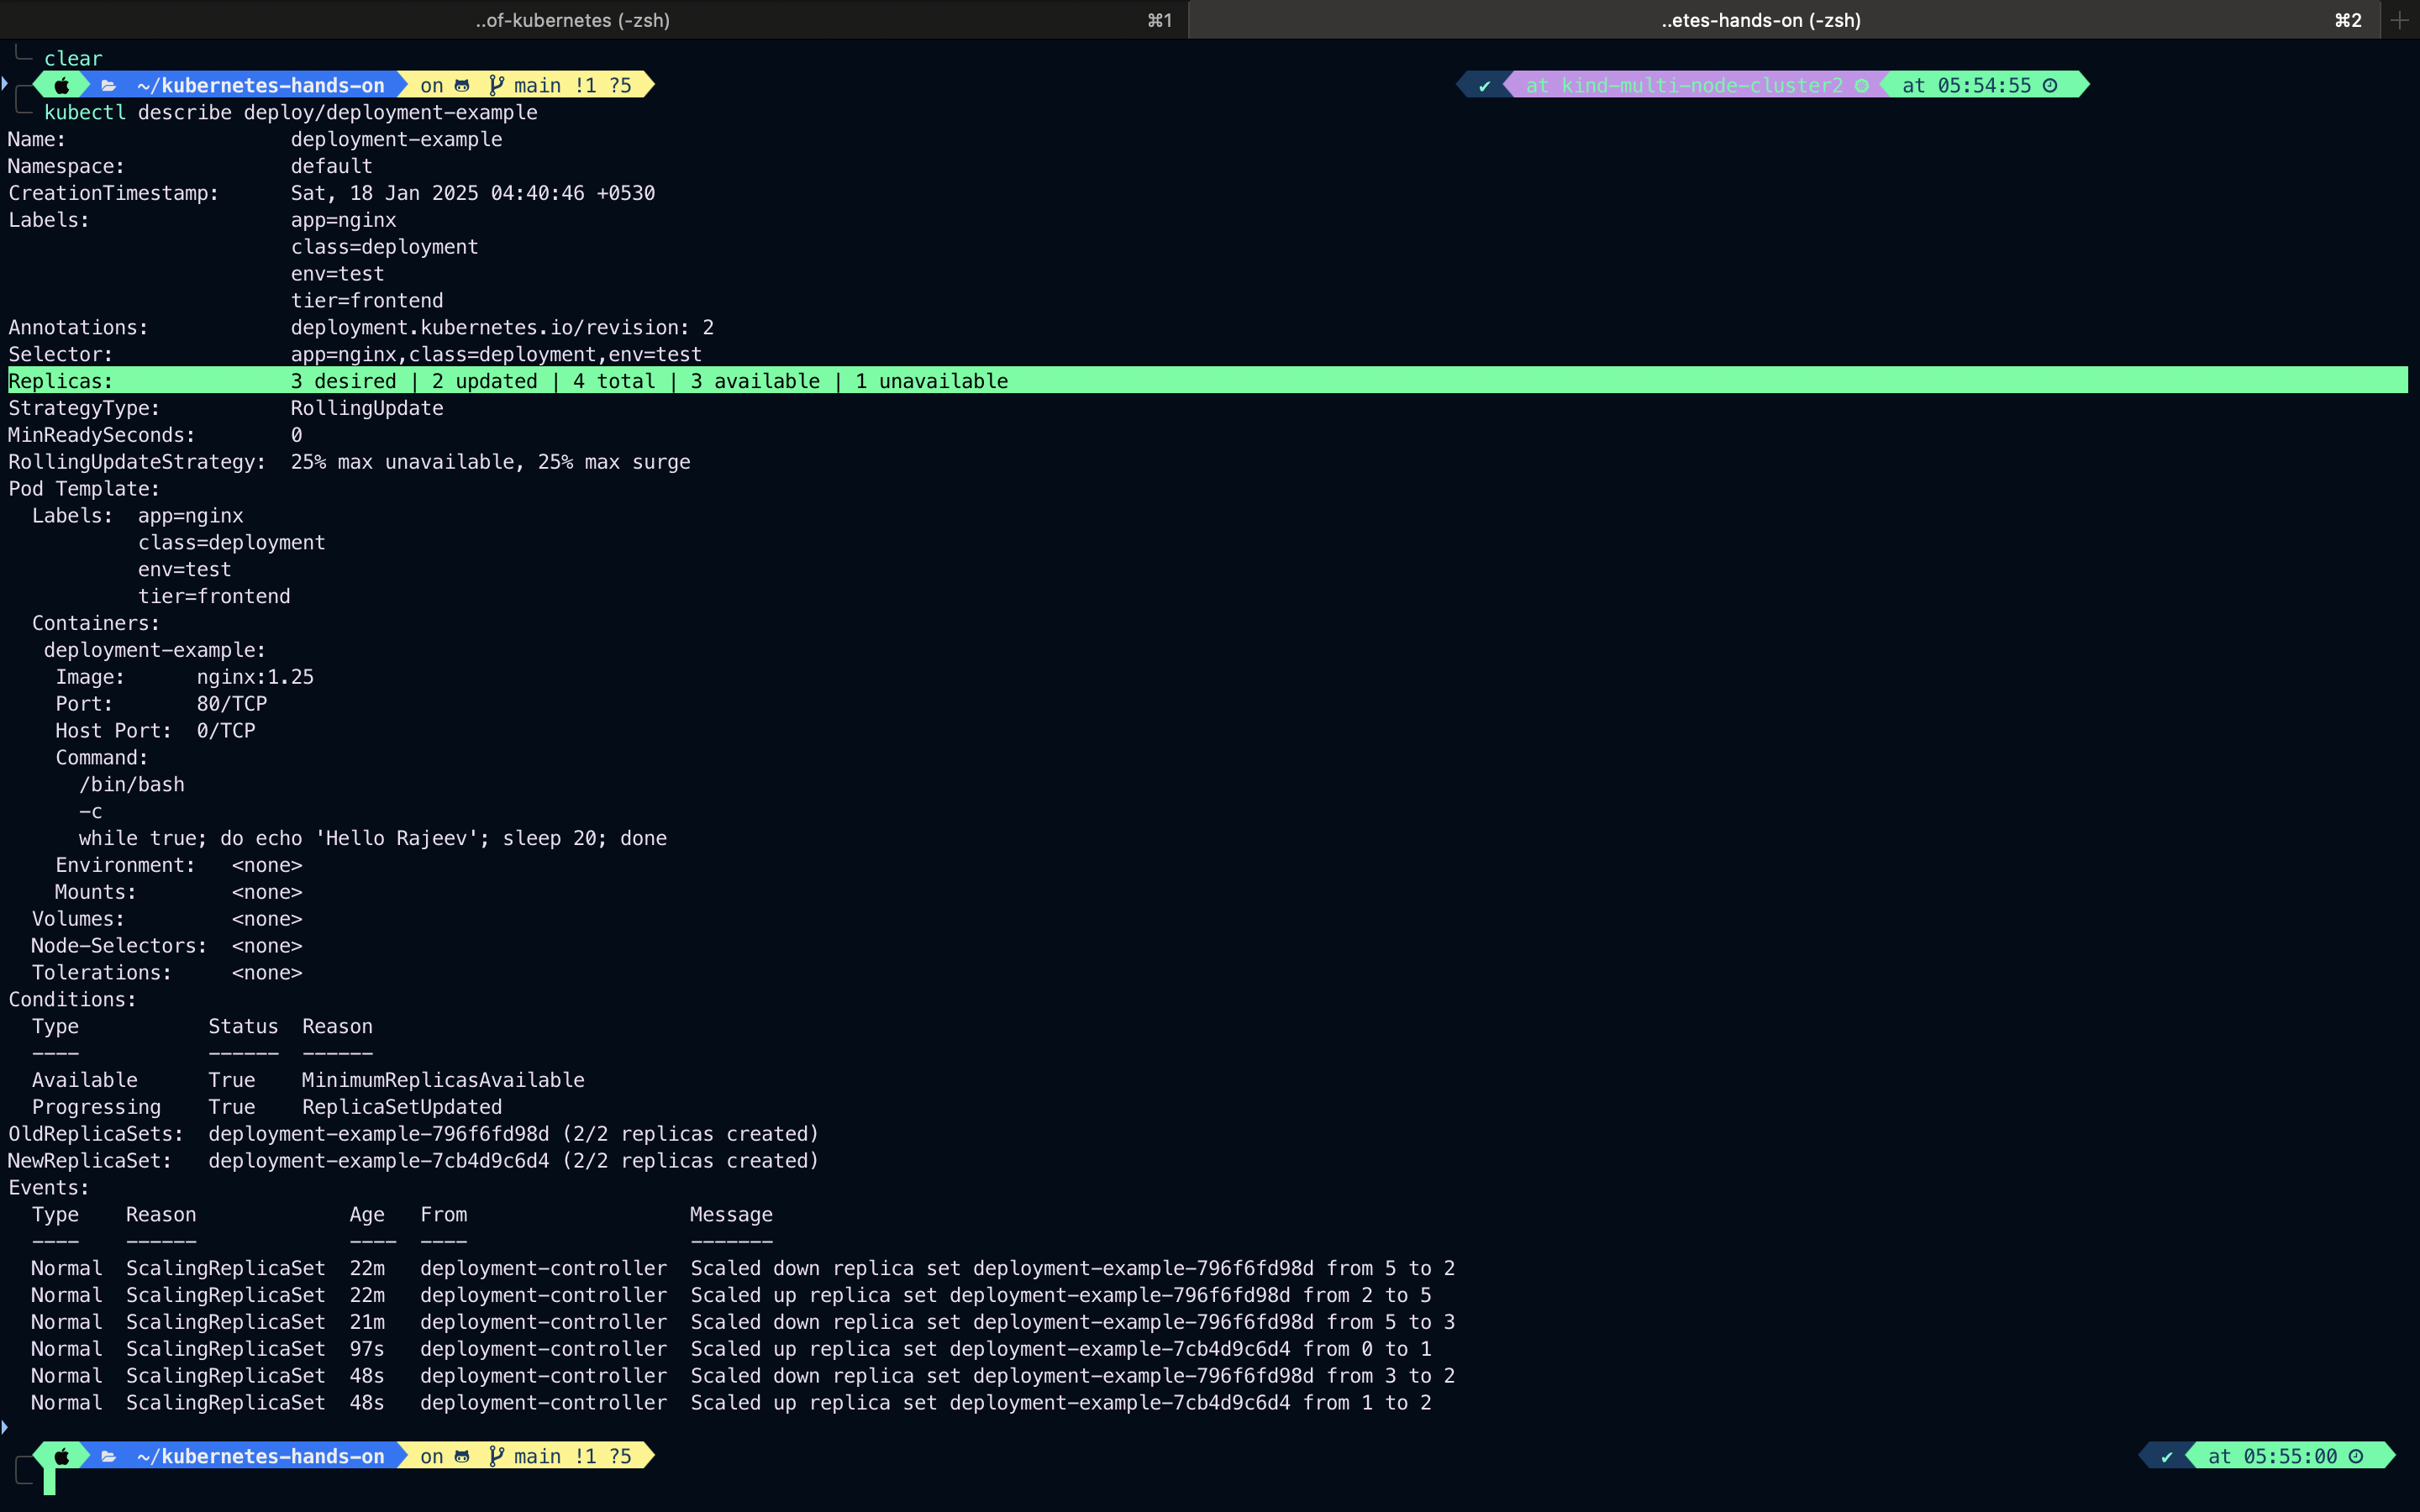 ..of-kubernetes (-zsh) ⌘1 ..etes-hands-on (-zsh) ⌘2 +
clear
~/kubernetes-hands-on on main !1 ?5 ✔ at kind-multi-node-cluster2 at 05:54:55
kubectl describe deploy/deployment-example
Name:                   deployment-example
Namespace:              default
CreationTimestamp:      Sat, 18 Jan 2025 04:40:46 +0530
Labels:                 app=nginx
                        class=deployment
                        env=test
                        tier=frontend
Annotations:            deployment.kubernetes.io/revision: 2
Selector:               app=nginx,class=deployment,env=test
Replicas:               3 desired | 2 updated | 4 total | 3 available | 1 unavailable
StrategyType:           RollingUpdate
MinReadySeconds:        0
RollingUpdateStrategy:  25% max unavailable, 25% max surge
Pod Template:
  Labels:  app=nginx
           class=deployment
           env=test
           tier=frontend
  Containers:
   deployment-example:
    Image:      nginx:1.25
    Port:       80/TCP
    Host Port:  0/TCP
    Command:
      /bin/bash
      -c
      while true; do echo 'Hello Rajeev'; sleep 20; done
    Environment:   <none>
    Mounts:        <none>
  Volumes:         <none>
  Node-Selectors:  <none>
  Tolerations:     <none>
Conditions:
  Type           Status  Reason
  ----           ------  ------
  Available      True    MinimumReplicasAvailable
  Progressing    True    ReplicaSetUpdated
OldReplicaSets:  deployment-example-796f6fd98d (2/2 replicas created)
NewReplicaSet:   deployment-example-7cb4d9c6d4 (2/2 replicas created)
Events:
  Type    Reason             Age   From                   Message
  ----    ------             ----  ----                   -------
  Normal  ScalingReplicaSet  22m   deployment-controller  Scaled down replica set deployment-example-796f6fd98d from 5 to 2
  Normal  ScalingReplicaSet  22m   deployment-controller  Scaled up replica set deployment-example-796f6fd98d from 2 to 5
  Normal  ScalingReplicaSet  21m   deployment-controller  Scaled down replica set deployment-example-796f6fd98d from 5 to 3
  Normal  ScalingReplicaSet  97s   deployment-controller  Scaled up replica set deployment-example-7cb4d9c6d4 from 0 to 1
  Normal  ScalingReplicaSet  48s   deployment-controller  Scaled down replica set deployment-example-796f6fd98d from 3 to 2
  Normal  ScalingReplicaSet  48s   deployment-controller  Scaled up replica set deployment-example-7cb4d9c6d4 from 1 to 2
~/kubernetes-hands-on on main !1 ?5 ✔ at 05:55:00